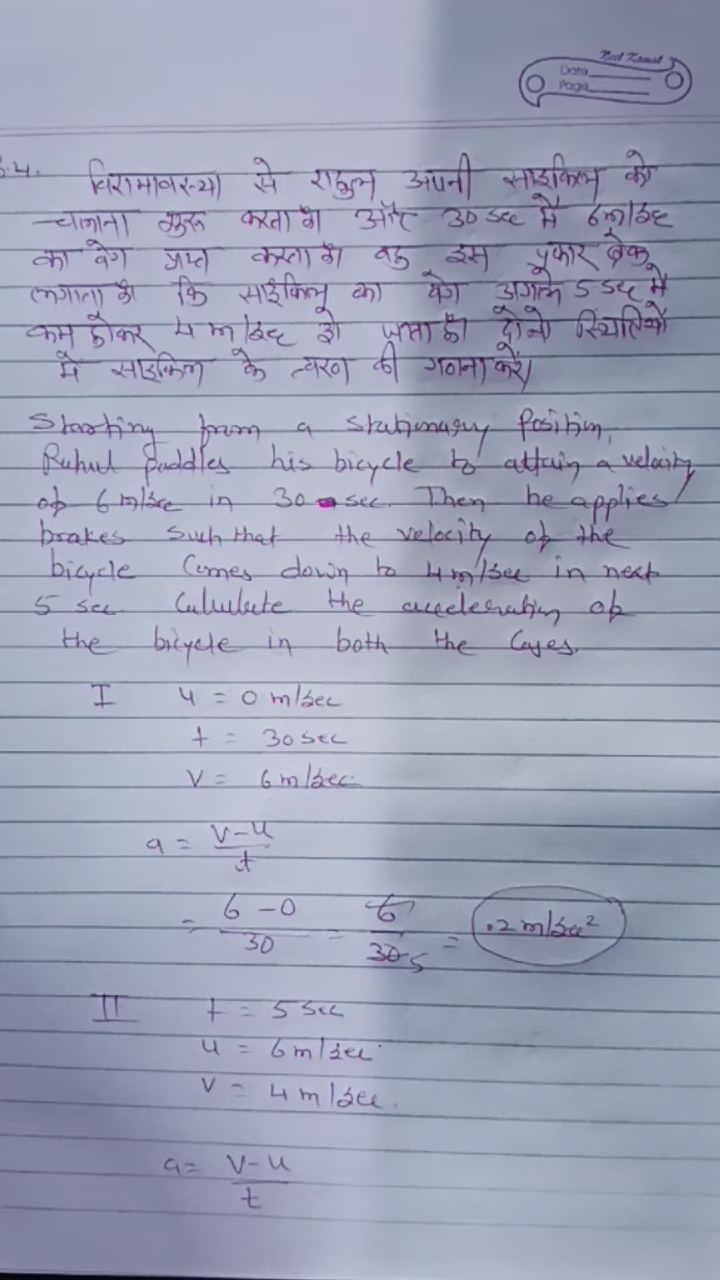 Neel Kamal
Date
Page
3.4. विरामावस्था से राहुल अपनी साइकिल को
चलाना शुरू करता है और 30 sec में 6m/sec
का वेग प्राप्त करता है। वह इस प्रकार ब्रेक
लगाता है कि साइकिल का वेग अगले 5 sec में
कम होकर 4 m/sec हो जाता है। दोनो स्थितियों
में साइकिल के त्वरण की गणना करें।
Starting from a stationary Position,
Rahul paddles his bicycle to attain a velocity
of 6 m/sec in 30 sec. Then he applies
brakes such that the velocity of the
bicycle Comes down to 4 m/sec in next
5 sec. Calculate the acceleration of
the bicycle in both the Cases.
I u = 0 m/sec
t = 30 sec
v = 6 m/sec.
a = v-u/t
= 6-0/30 = 6/30 5 = .2 m/sec²
II t = 5 sec
u = 6 m/sec.
v = 4 m/sec.
a = v-u/t